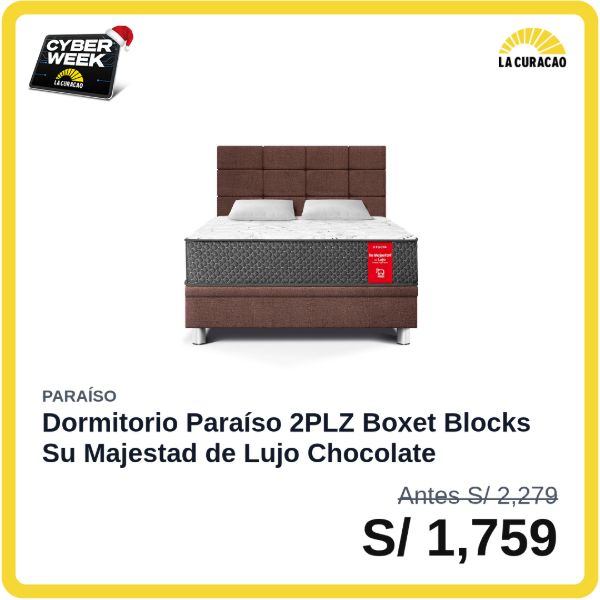 CYBER
WEEK
LA CURACAO
LA CURACAO
PARAÍSO
Dormitorio Paraíso 2PLZ Boxet Blocks
Su Majestad de Lujo Chocolate
Antes S/ 2,279
S/ 1,759